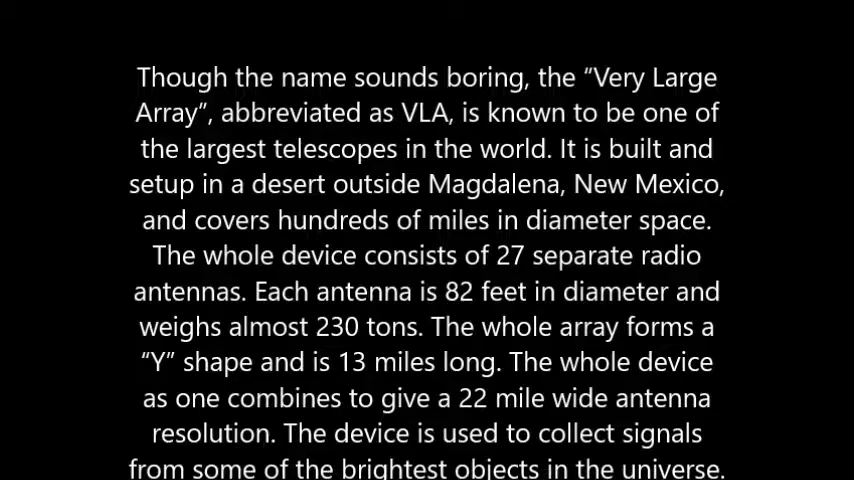 Though the name sounds boring, the “Very Large
Array”, abbreviated as VLA, is known to be one of
the largest telescopes in the world. It is built and
setup in a desert outside Magdalena, New Mexico,
and covers hundreds of miles in diameter space.
The whole device consists of 27 separate radio
antennas. Each antenna is 82 feet in diameter and
weighs almost 230 tons. The whole array forms a
“Y” shape and is 13 miles long. The whole device
as one combines to give a 22 mile wide antenna
resolution. The device is used to collect signals
from some of the brightest objects in the universe.